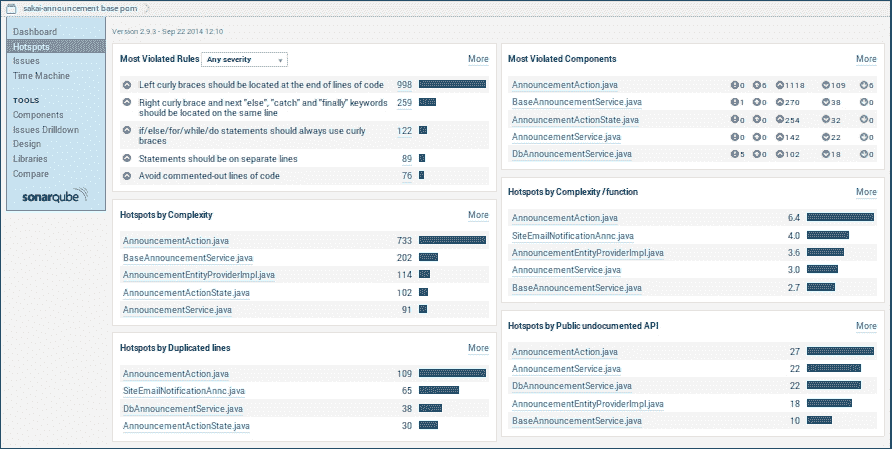 sakai-announcement base pom
Dashboard
Hotspots
Issues
Time Machine
TOOLS
Components
Issues Drilldown
Design
Libraries
Compare
sonarqube
Version 2.9.3 - Sep 22 2014 12:10
Most Violated Rules Any severity More
Left curly braces should be located at the end of lines of code 998
Right curly brace and next "else", "catch" and "finally" keywords 259
should be located on the same line
if/else/for/while/do statements should always use curly 122
braces
Statements should be on separate lines 89
Avoid commented-out lines of code 76
Hotspots by Complexity More
AnnouncementAction.java 733
BaseAnnouncementService.java 202
AnnouncementEntityProviderImpl.java 114
AnnouncementActionState.java 102
AnnouncementService.java 91
Hotspots by Duplicated lines More
AnnouncementAction.java 109
SiteEmailNotificationAnnc.java 65
DbAnnouncementService.java 38
AnnouncementActionState.java 30
Most Violated Components More
AnnouncementAction.java 0 6 1118 109 6
BaseAnnouncementService.java 1 0 270 38 0
AnnouncementActionState.java 0 0 254 32 0
AnnouncementService.java 0 0 142 22 0
DbAnnouncementService.java 5 0 102 18 0
Hotspots by Complexity /function More
AnnouncementAction.java 6.4
SiteEmailNotificationAnnc.java 4.0
AnnouncementEntityProviderImpl.java 3.6
AnnouncementService.java 3.0
BaseAnnouncementService.java 2.7
Hotspots by Public undocumented API More
AnnouncementAction.java 27
AnnouncementService.java 22
DbAnnouncementService.java 22
AnnouncementEntityProviderImpl.java 18
BaseAnnouncementService.java 10